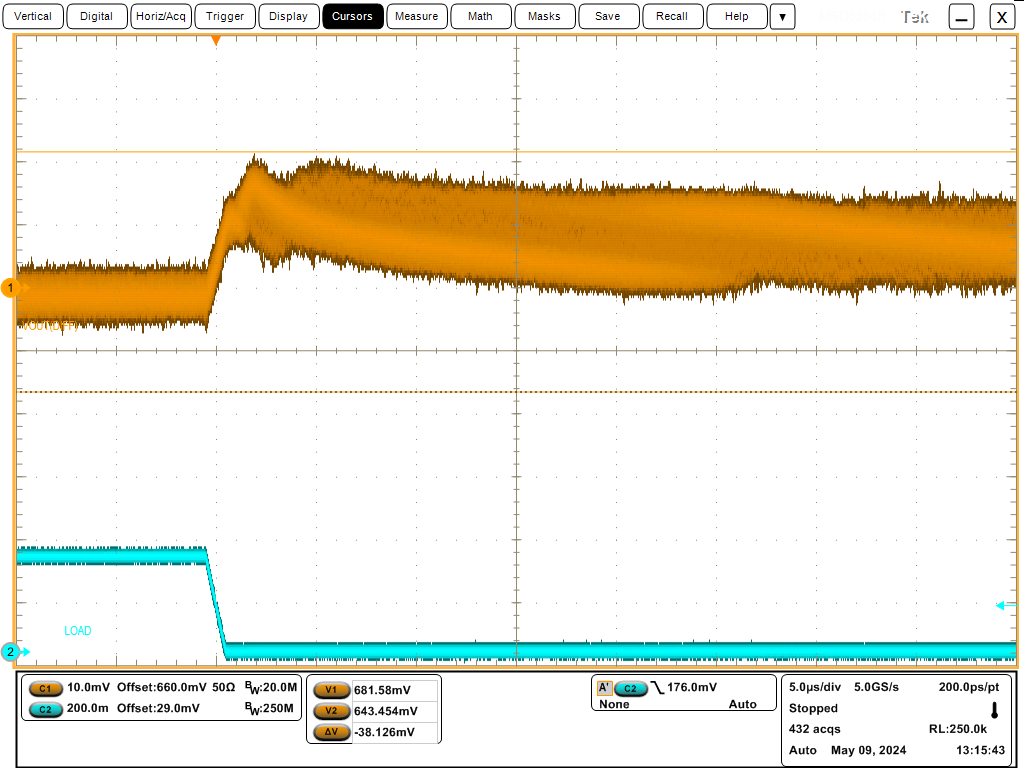 Vertical Digital Horiz/Acq Trigger Display Cursors Measure Math Masks Save Recall Help Tek X
1
VOUT(DIFF)
LOAD
2
C1 10.0mV Offset:660.0mV 50Ω BW:20.0M
C2 200.0m Offset:29.0mV BW:250M
V1 681.58mV
V2 643.454mV
ΔV -38.126mV
A' C2 176.0mV
None Auto
5.0µs/div 5.0GS/s 200.0ps/pt
Stopped
432 acqs RL:250.0k
Auto May 09, 2024 13:15:43